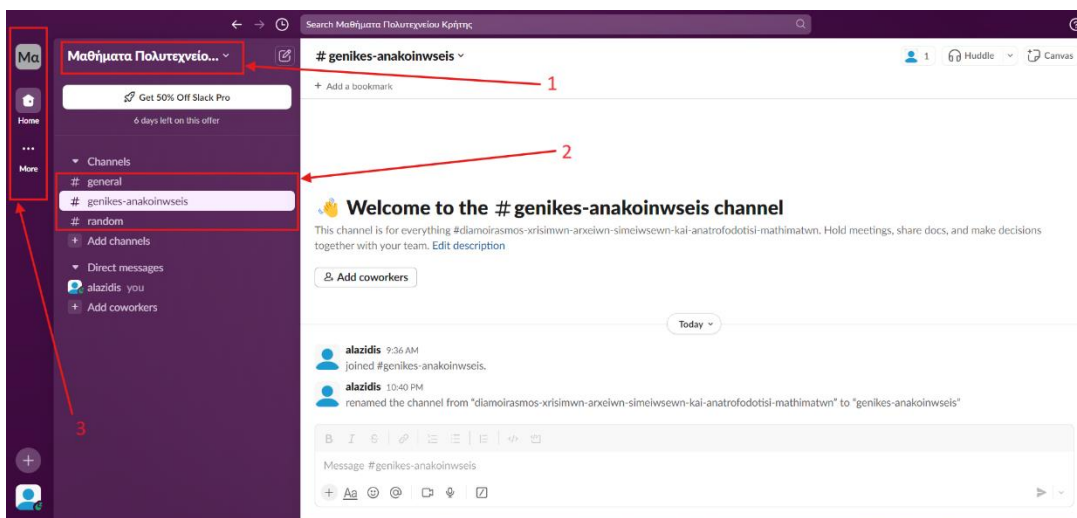 Search Μαθήματα Πολυτεχνείου Κρήτης
Μα
Home
More
Μαθήματα Πολυτεχνείο...
1
Get 50% Off Slack Pro
6 days left on this offer
Channels
# general
# genikes-anakoinwseis
# random
+ Add channels
Direct messages
alazidis you
+ Add coworkers
2
3
# genikes-anakoinwseis
1
Huddle
Canvas
+ Add a bookmark
👋 Welcome to the # genikes-anakoinwseis channel
This channel is for everything #diamoirasmos-xrisimwn-arxeiwn-simeiwsewn-kai-anatrofodotisi-mathimatwn. Hold meetings, share docs, and make decisions
together with your team. Edit description
Add coworkers
Today
alazidis 9:36 AM
joined #genikes-anakoinwseis.
alazidis 10:40 PM
renamed the channel from "diamoirasmos-xrisimwn-arxeiwn-simeiwsewn-kai-anatrofodotisi-mathimatwn" to "genikes-anakoinwseis"
B I S
Message #genikes-anakoinwseis
+ Aa @